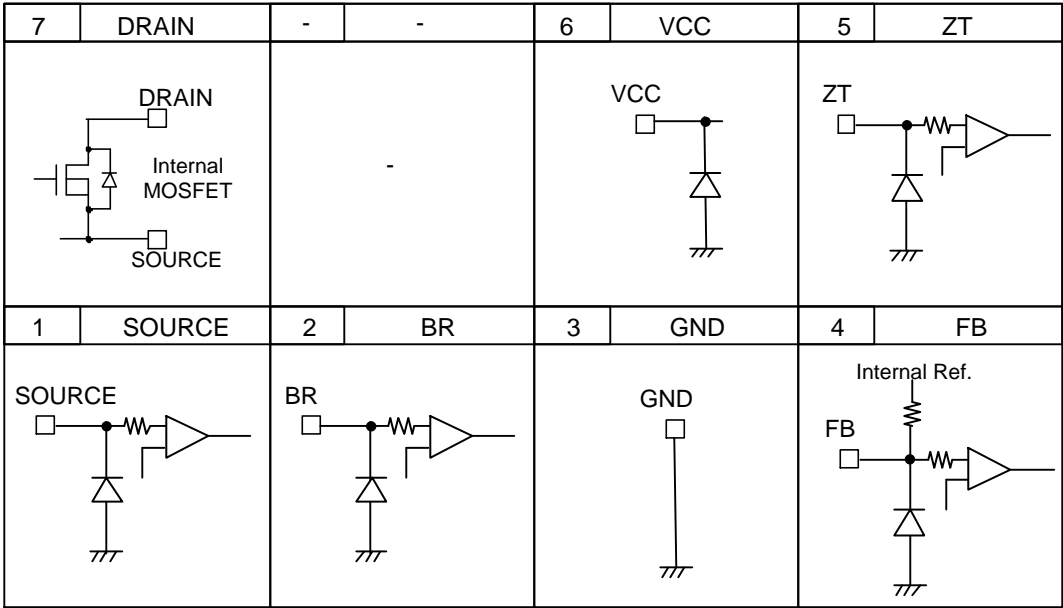 7 DRAIN - - 6 VCC 5 ZT
DRAIN
Internal
MOSFET
SOURCE
-
VCC
ZT
1 SOURCE 2 BR 3 GND 4 FB
SOURCE
BR
GND
Internal Ref.
FB